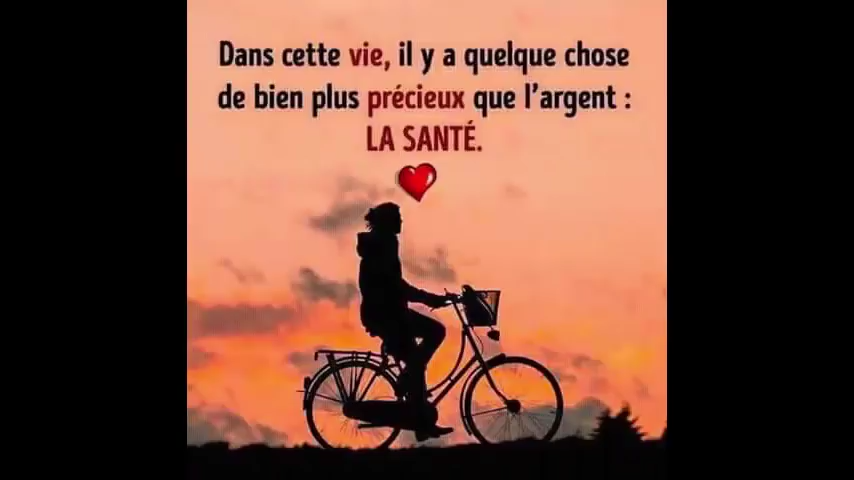 Dans cette vie, il y a quelque chose
de bien plus précieux que l'argent :
LA SANTÉ.